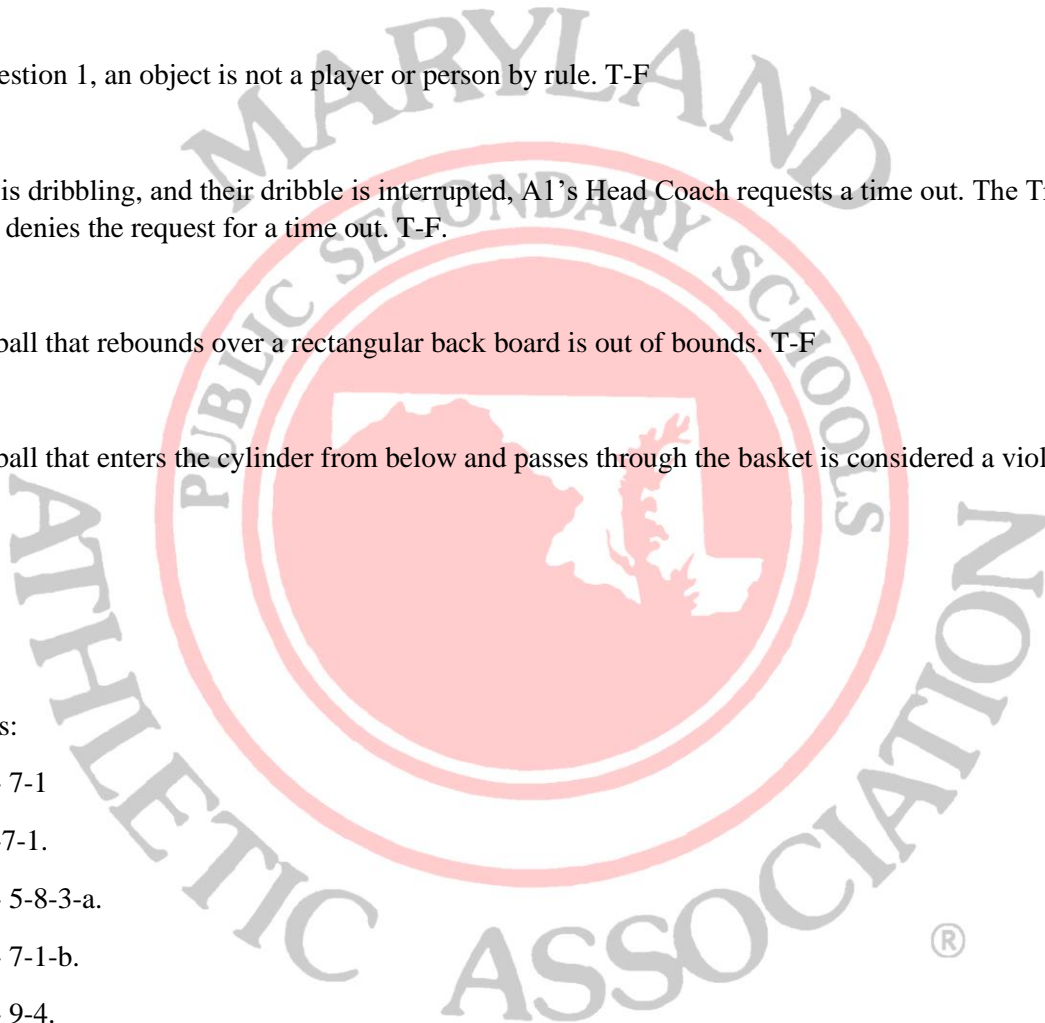 estion 1, an object is not a player or person by rule. T-F
is dribbling, and their dribble is interrupted, A1's Head Coach requests a time out. The
denies the request for a time out. T-F.
ball that rebounds over a rectangular back board is out of bounds. T-F
ball that enters the cylinder from below and passes through the basket is considered a
s:
- 7-1
-7-1.
- 5-8-3-a.
- 7-1-b.
- 9-4.
MARYLAND
PUBLIC SECONDARY SCHOOLS
ATHLETIC ASSOCIATION
®